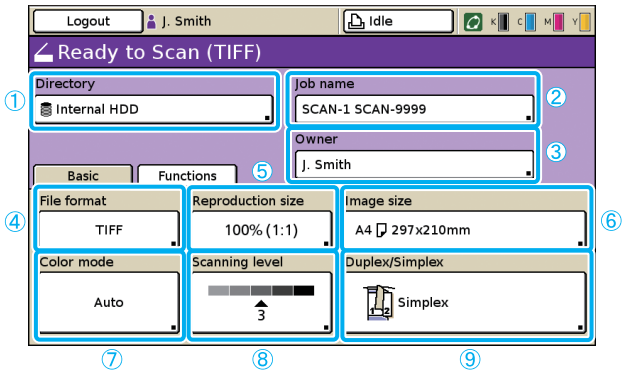 Logout
J. Smith
Idle
K C M Y
Ready to Scan (TIFF)
① Directory
Internal HDD
Job name
SCAN-1 SCAN-9999 ②
Owner
J. Smith ③
Basic Functions ⑤
④ File format
TIFF
Reproduction size
100% (1:1)
Image size
A4 297x210mm ⑥
Color mode
Auto
Scanning level
3
Duplex/Simplex
1 2
Simplex
⑦ ⑧ ⑨